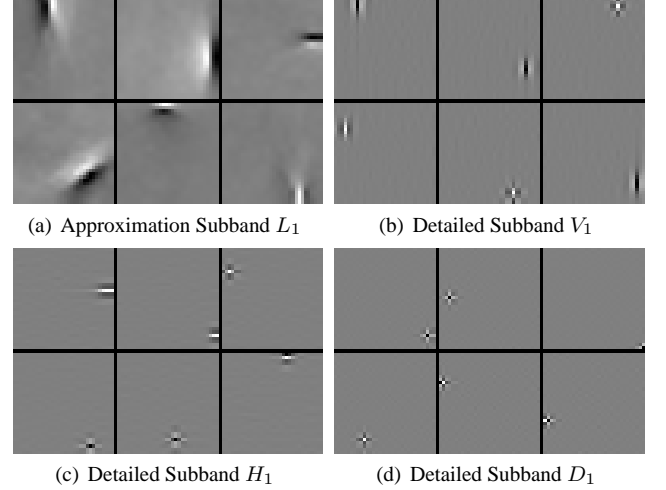 (a) Approximation Subband L₁
(b) Detailed Subband V₁
(c) Detailed Subband H₁
(d) Detailed Subband D₁